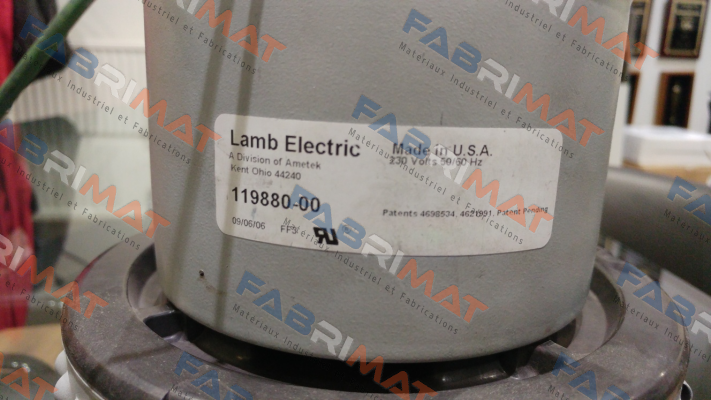 Lamb Electric
A Division of Ametek
Kent Ohio 44240
Made in U.S.A.
230 Volts 50/60 Hz
119880-00
Patents 4698534, 4621991, Patent Pending
09/06/06 FF3
FABRIMAT
Matériaux Industriel et Fabrications